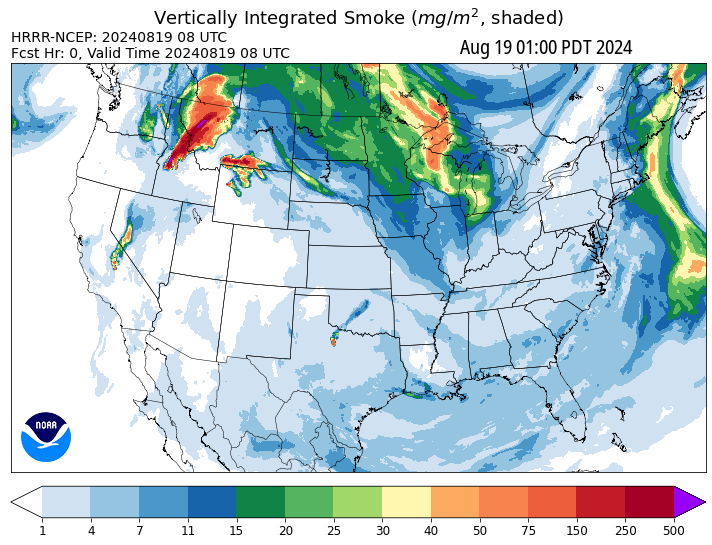 Vertically Integrated Smoke (mg/m², shaded)
HRRR-NCEP: 20240819 08 UTC
Fcst Hr: 0, Valid Time 20240819 08 UTC
Aug 19 01:00 PDT 2024
NOAA
1 4 7 11 15 20 25 30 40 50 75 150 250 500